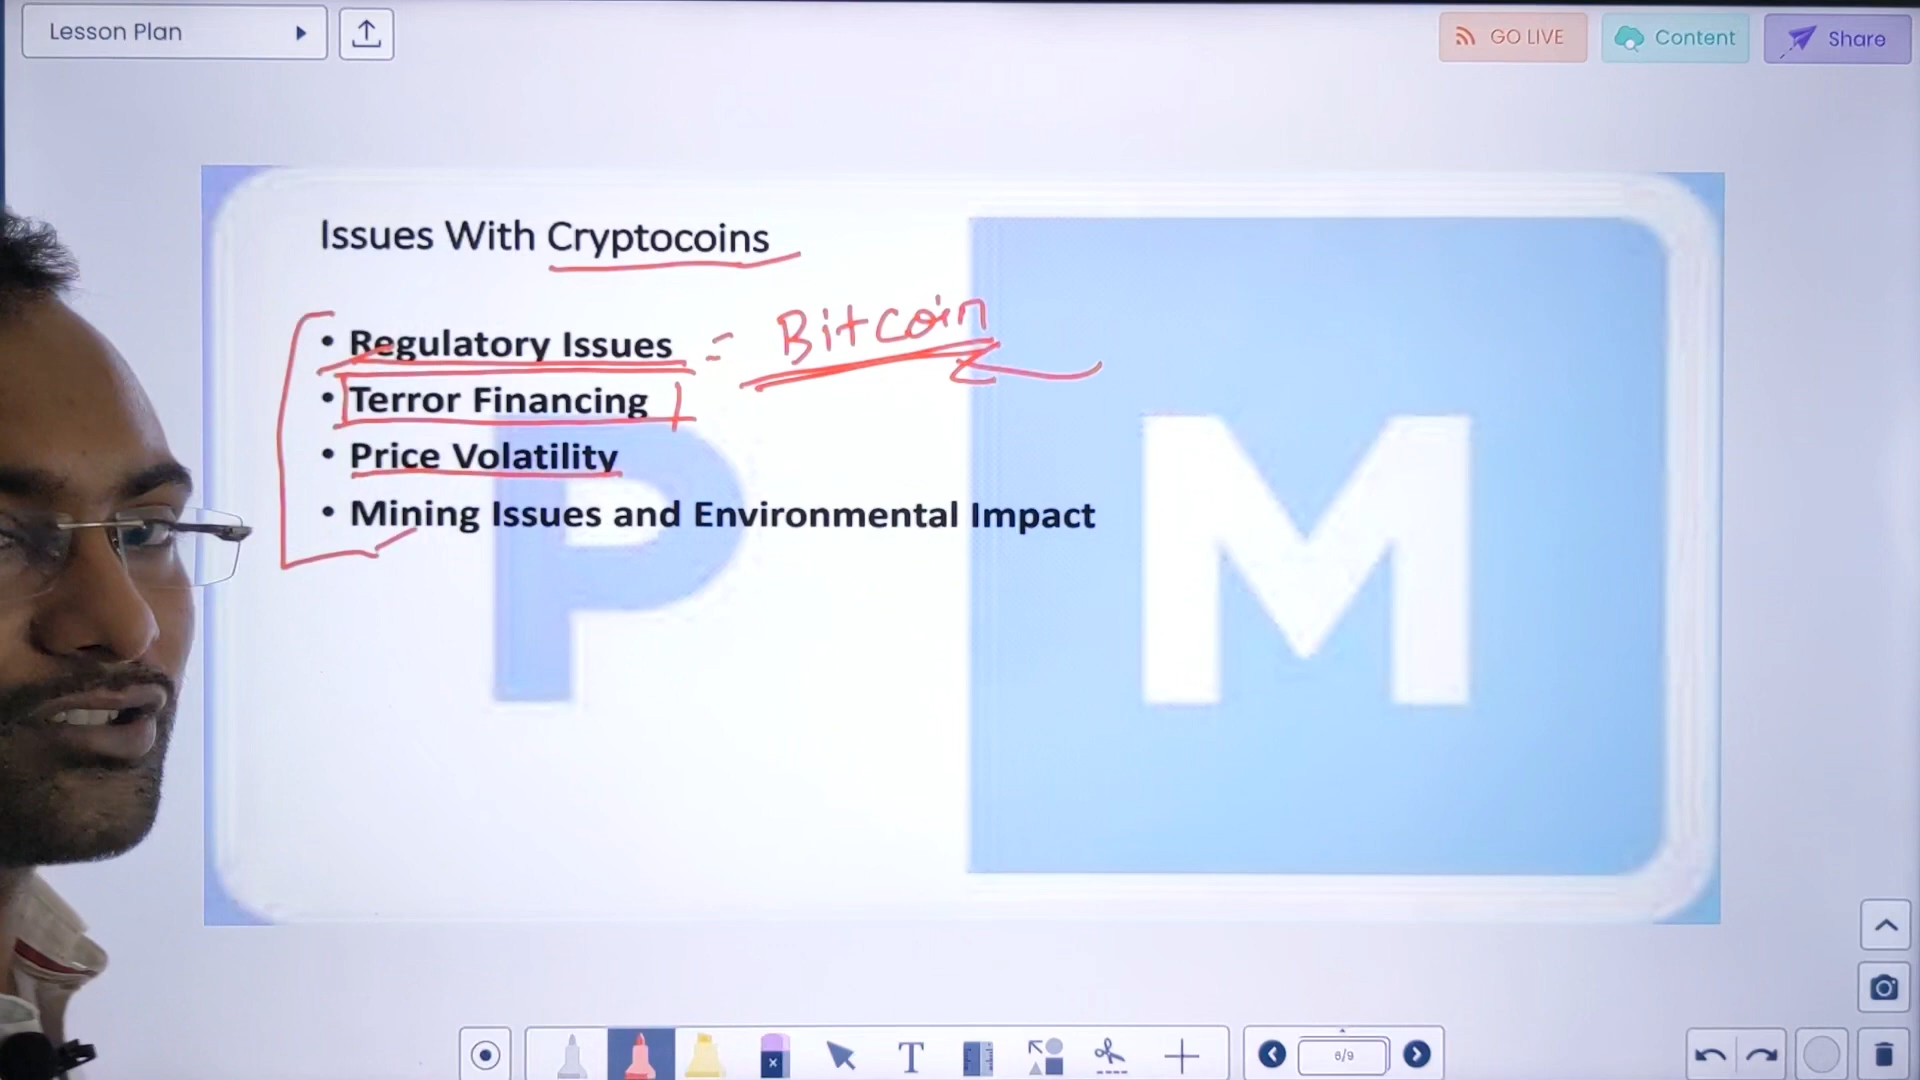 Lesson Plan
GO LIVE
Content
Share
Issues With Cryptocoins
• Regulatory Issues = Bitcoin
• Terror Financing
• Price Volatility
• Mining Issues and Environmental Impact
P M
T
6/9